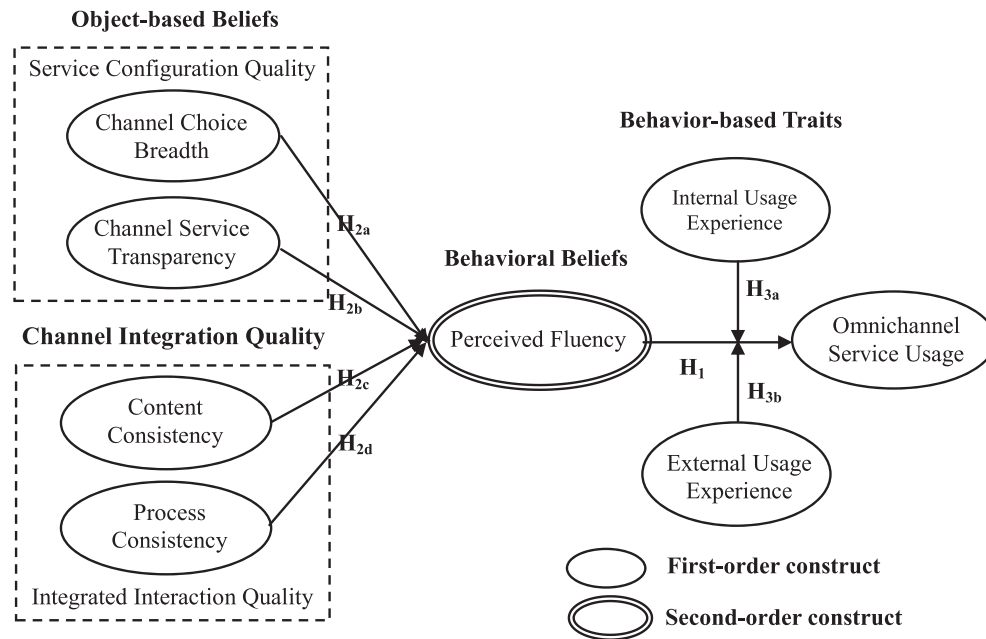 Object-based Beliefs
Service Configuration Quality
Channel Choice
Breadth
Channel Service
Transparency
H2a
H2b
Channel Integration Quality
Content
Consistency
Process
Consistency
Integrated Interaction Quality
H2c
H2d
Behavioral Beliefs
Perceived Fluency
H1
Behavior-based Traits
Internal Usage
Experience
H3a
Omnichannel
Service Usage
H3b
External Usage
Experience
First-order construct
Second-order construct